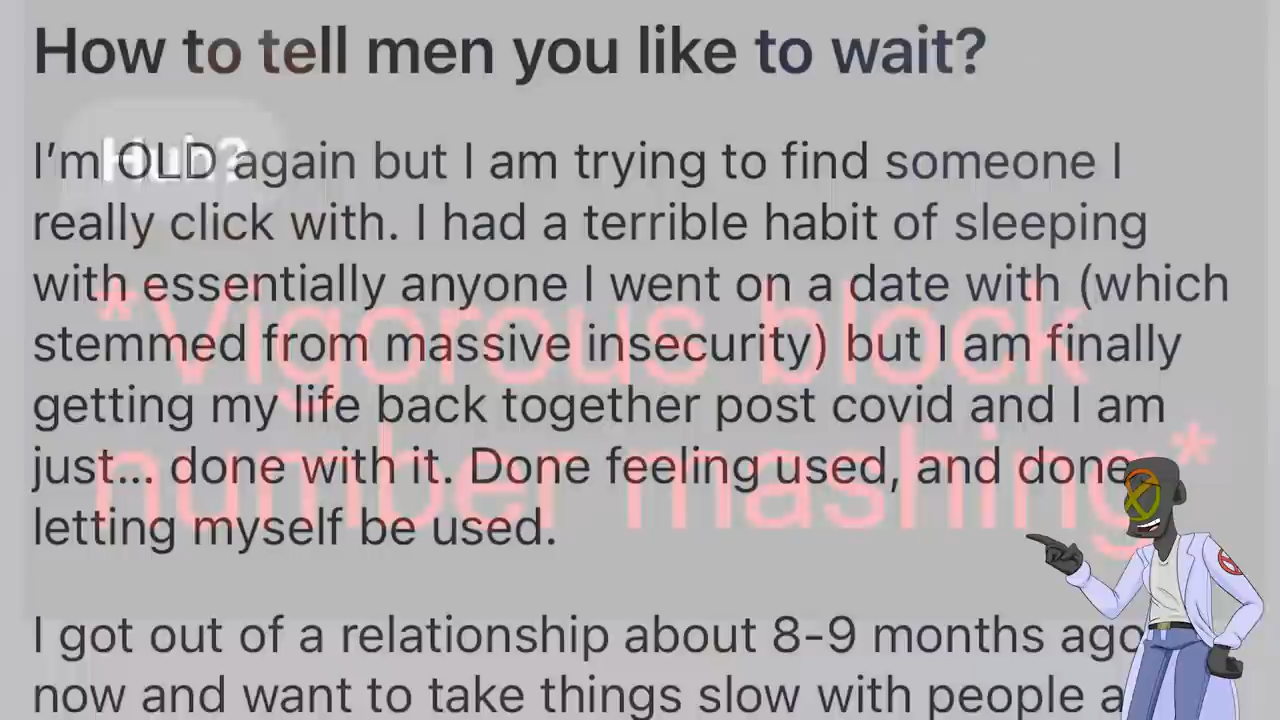 How to tell men you like to wait?
Huh?
I'm OLD again but I am trying to find someone I
really click with. I had a terrible habit of sleeping
with essentially anyone I went on a date with (which
*Vigorous block
stemmed from massive insecurity) but I am finally
getting my life back together post covid and I am
number mashing*
just... done with it. Done feeling used, and done
letting myself be used.
I got out of a relationship about 8-9 months ago
now and want to take things slow with people a